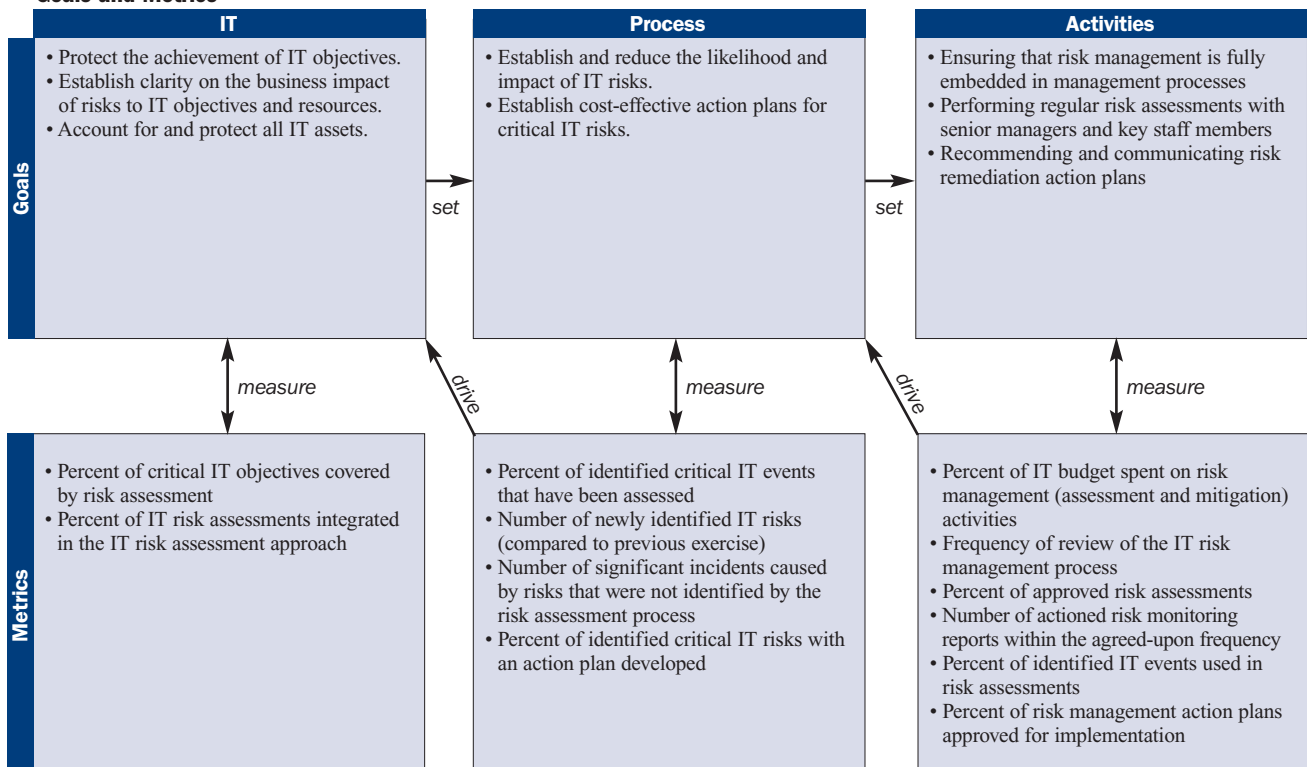 Goals and Metrics
IT
Process
Activities
Goals
• Protect the achievement of IT objectives.
• Establish clarity on the business impact
of risks to IT objectives and resources.
• Account for and protect all IT assets.
set
• Establish and reduce the likelihood and
impact of IT risks.
• Establish cost-effective action plans for
critical IT risks.
set
• Ensuring that risk management is fully
embedded in management processes
• Performing regular risk assessments with
senior managers and key staff members
• Recommending and communicating risk
remediation action plans
measure
drive
measure
drive
measure
Metrics
• Percent of critical IT objectives covered
by risk assessment
• Percent of IT risk assessments integrated
in the IT risk assessment approach
• Percent of identified critical IT events
that have been assessed
• Number of newly identified IT risks
(compared to previous exercise)
• Number of significant incidents caused
by risks that were not identified by the
risk assessment process
• Percent of identified critical IT risks with
an action plan developed
• Percent of IT budget spent on risk
management (assessment and mitigation)
activities
• Frequency of review of the IT risk
management process
• Percent of approved risk assessments
• Number of actioned risk monitoring
reports within the agreed-upon frequency
• Percent of identified IT events used in
risk assessments
• Percent of risk management action plans
approved for implementation